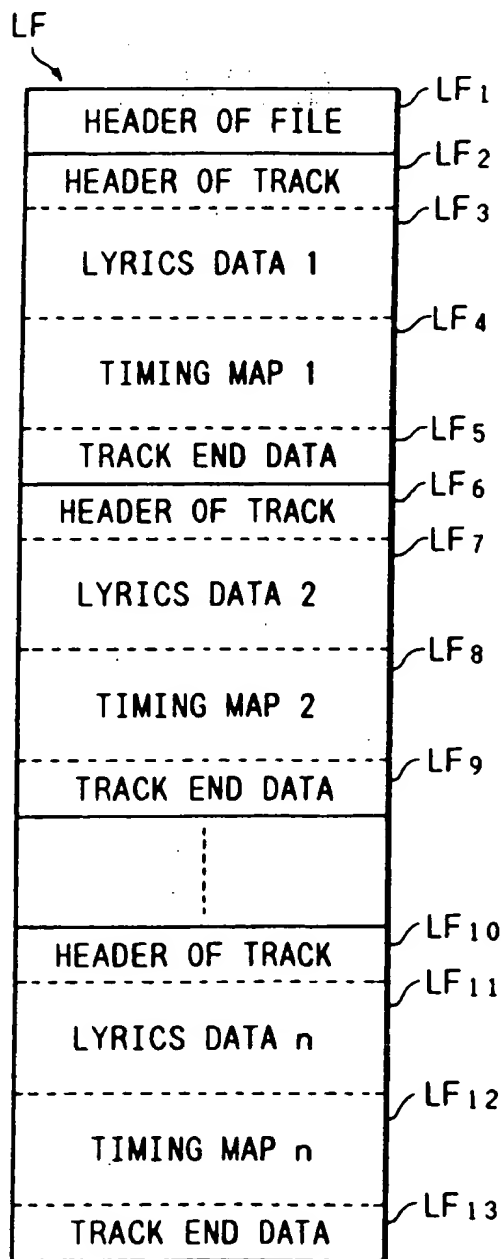 LF
HEADER OF FILE LF1
HEADER OF TRACK LF2
LYRICS DATA 1 LF3
TIMING MAP 1 LF4
TRACK END DATA LF5
HEADER OF TRACK LF6
LYRICS DATA 2 LF7
TIMING MAP 2 LF8
TRACK END DATA LF9
HEADER OF TRACK LF10
LYRICS DATA n LF11
TIMING MAP n LF12
TRACK END DATA LF13